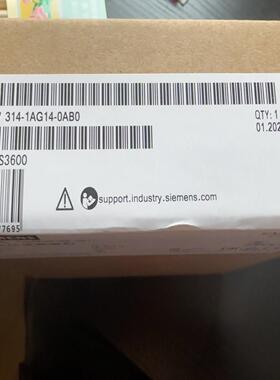 314-1AG14-0AB0
QTY: 1
01.202
S3600
support.industry.siemens.com
7695